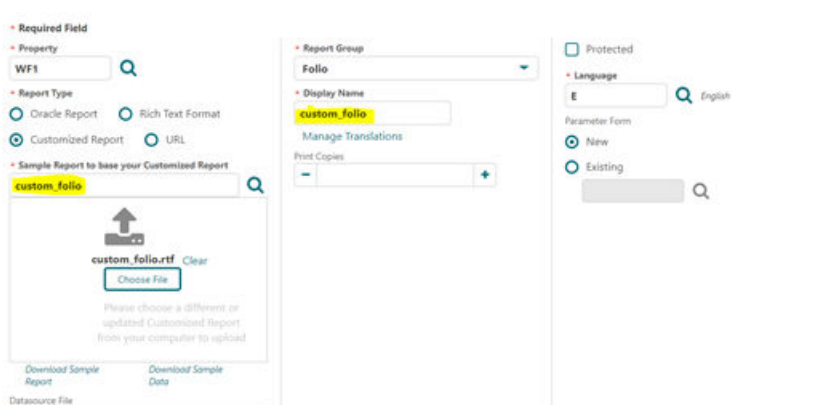 * Required Field
* Property
WF1
* Report Type
Oracle Report
Rich Text Format
Customized Report
URL
* Sample Report to base your Customized Report
custom_folio
custom_folio.rtf Clear
Choose File
Please choose a different or
updated Customized Report
from your computer to upload
Download Sample
Report
Download Sample
Data
Datasource File
* Report Group
Folio
* Display Name
custom_folio
Manage Translations
Print Copies
Protected
* Language
E
English
Parameter Form
New
Existing